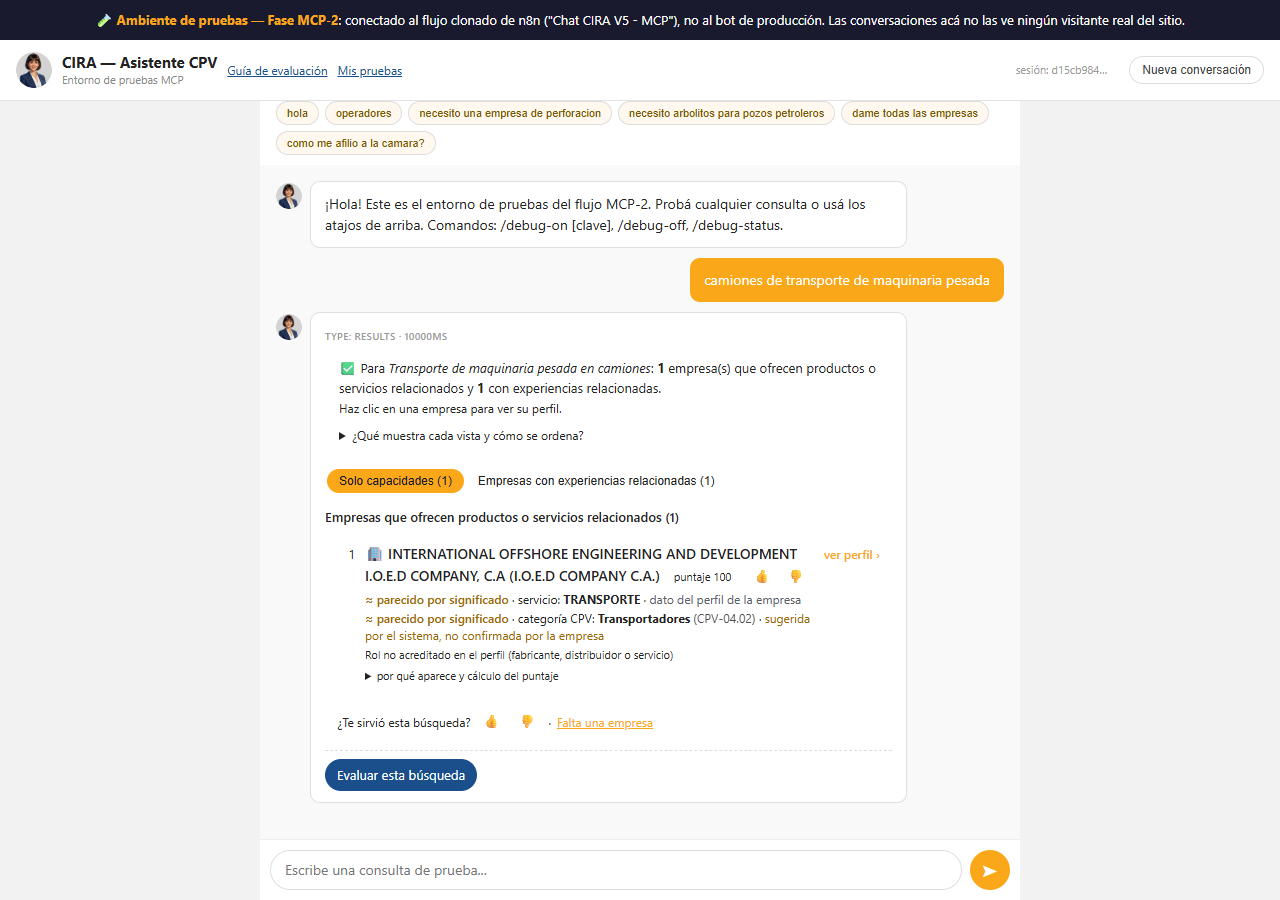 Ambiente de pruebas — Fase MCP-2: conectado al flujo clonado de n8n ("Chat CIRA V5 - MCP"), no al bot de producción. Las conversaciones acá no las ve ningún visitante real del sitio.
CIRA — Asistente CPV
Entorno de pruebas MCP
Guía de evaluación
Mis pruebas
sesión: d15cb984...
Nueva conversación
hola
operadores
necesito una empresa de perforacion
necesito arbolitos para pozos petroleros
dame todas las empresas
como me afilio a la camara?
¡Hola! Este es el entorno de pruebas del flujo MCP-2. Probá cualquier consulta o usá los
atajos de arriba. Comandos: /debug-on [clave], /debug-off, /debug-status.
camiones de transporte de maquinaria pesada
TYPE: RESULTS · 10000MS
✅ Para Transporte de maquinaria pesada en camiones: 1 empresa(s) que ofrecen productos o
servicios relacionados y 1 con experiencias relacionadas.
Haz clic en una empresa para ver su perfil.
▶ ¿Qué muestra cada vista y cómo se ordena?
Solo capacidades (1)
Empresas con experiencias relacionadas (1)
Empresas que ofrecen productos o servicios relacionados (1)
1 🏢 INTERNATIONAL OFFSHORE ENGINEERING AND DEVELOPMENT
I.O.E.D COMPANY, C.A (I.O.E.D COMPANY C.A.) puntaje 100 👍 👎
ver perfil ›
≈ parecido por significado · servicio: TRANSPORTE · dato del perfil de la empresa
≈ parecido por significado · categoría CPV: Transportadores (CPV-04.02) · sugerida
por el sistema, no confirmada por la empresa
Rol no acreditado en el perfil (fabricante, distribuidor o servicio)
▶ por qué aparece y cálculo del puntaje
¿Te sirvió esta búsqueda? 👍 👎 · Falta una empresa
Evaluar esta búsqueda
Escribe una consulta de prueba...